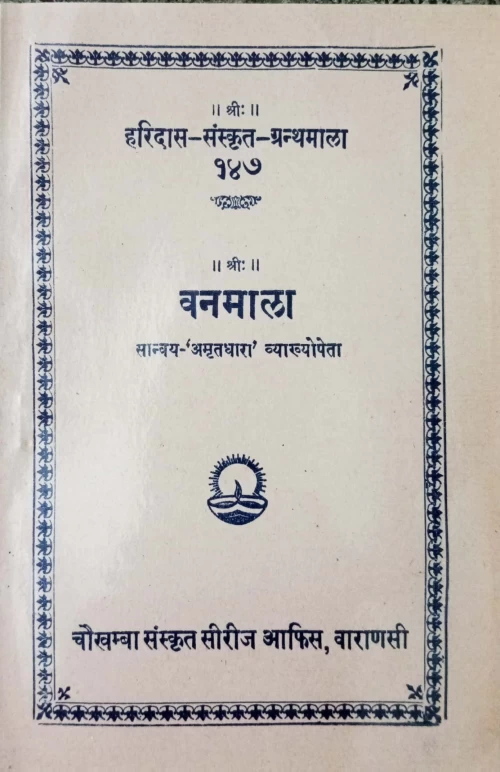 ॥ श्रीः ॥
हरिदास-संस्कृत-ग्रन्थमाला
१४७
॥ श्रीः ॥
वनमाला
सान्वय-‘अमृतधारा’ व्याख्योपेता
चौखम्बा संस्कृत सीरीज आफिस, वाराणसी